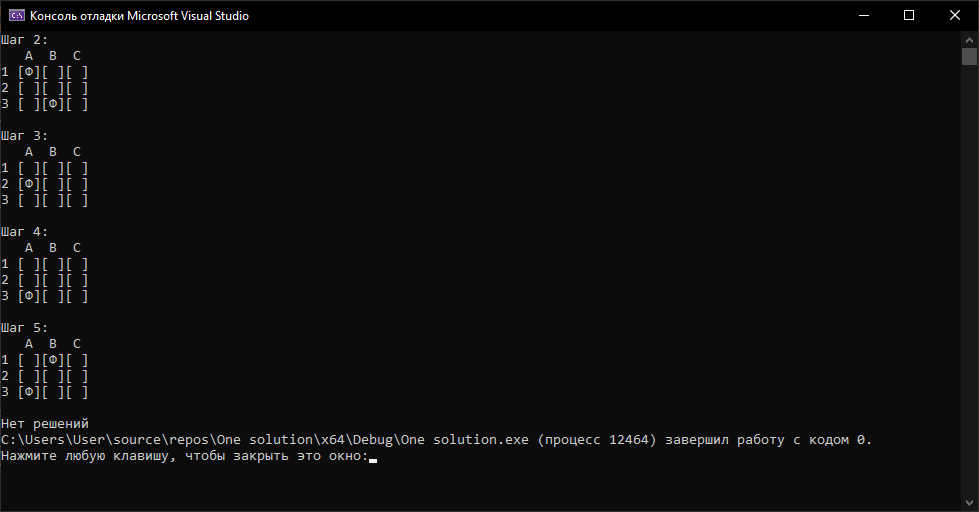 Консоль отладки Microsoft Visual Studio
Шаг 2:
   A  B  C
1 [Ф][ ][ ]
2 [ ][ ][ ]
3 [ ][Ф][ ]
Шаг 3:
   A  B  C
1 [ ][ ][ ]
2 [Ф][ ][ ]
3 [ ][ ][ ]
Шаг 4:
   A  B  C
1 [ ][ ][ ]
2 [ ][ ][ ]
3 [Ф][ ][ ]
Шаг 5:
   A  B  C
1 [ ][Ф][ ]
2 [ ][ ][ ]
3 [Ф][ ][ ]
Нет решений
C:\Users\User\source\repos\One solution\x64\Debug\One solution.exe (процесс 12464) завершил работу с кодом 0.
Нажмите любую клавишу, чтобы закрыть это окно: